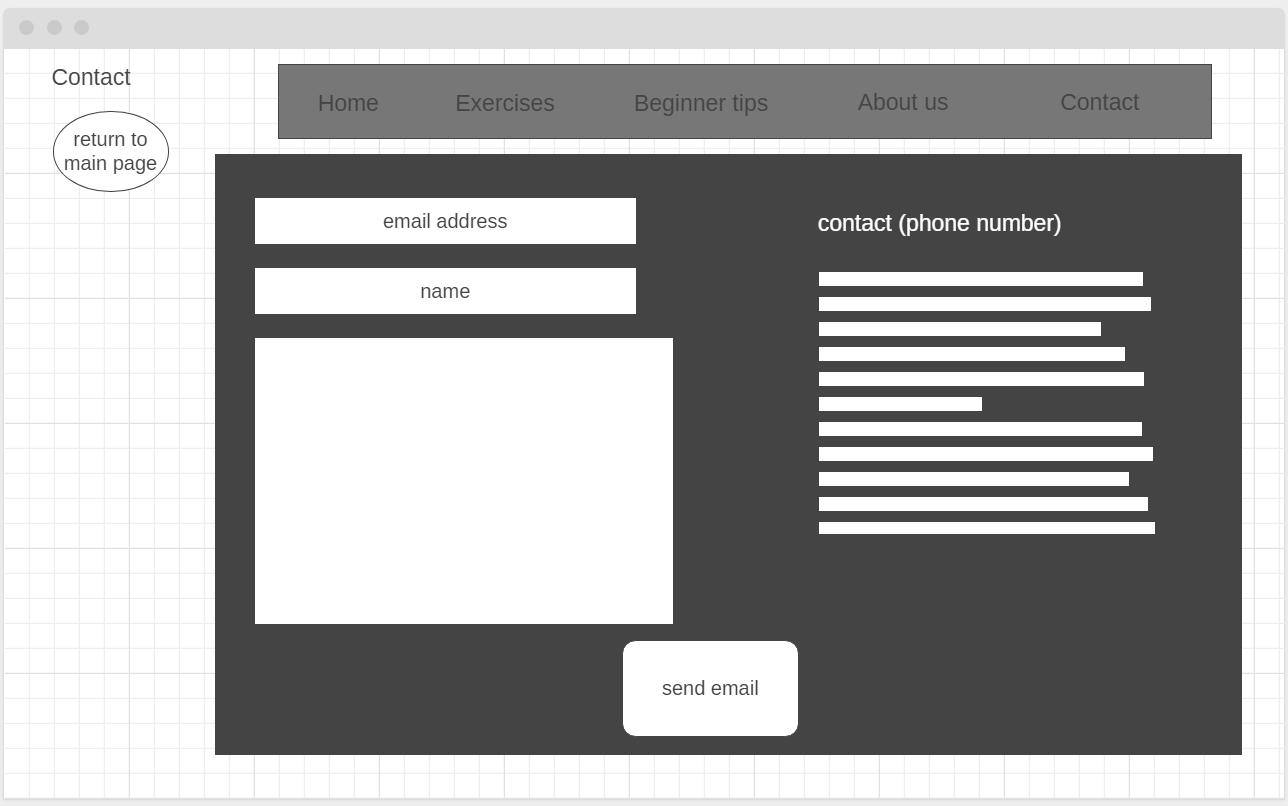 Contact
return to
main page
Home
Exercises
Beginner tips
About us
Contact
email address
name
contact (phone number)
send email